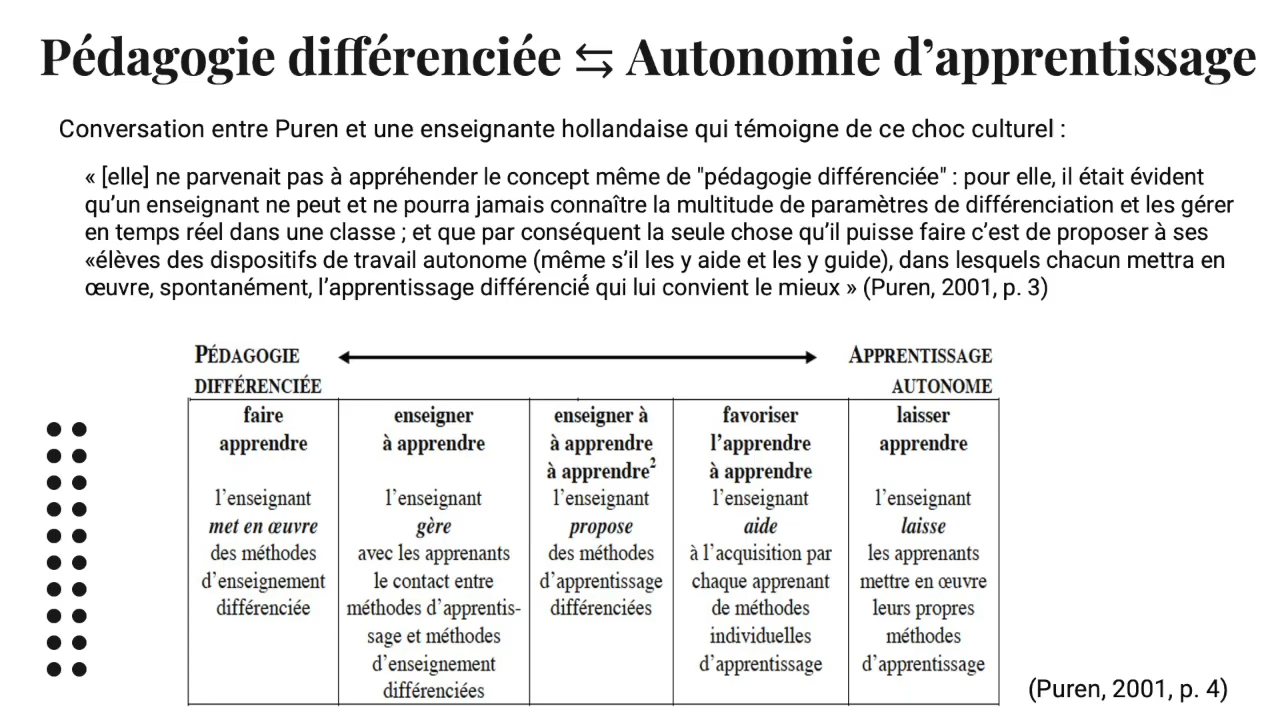 Pédagogie différenciée ⇆ Autonomie d'apprentissage
Conversation entre Puren et une enseignante hollandaise qui témoigne de ce choc culturel :
« [elle] ne parvenait pas à appréhender le concept même de "pédagogie différenciée" : pour elle, il était évident
qu'un enseignant ne peut et ne pourra jamais connaître la multitude de paramètres de différenciation et les gérer
en temps réel dans une classe ; et que par conséquent la seule chose qu'il puisse faire c'est de proposer à ses
«élèves des dispositifs de travail autonome (même s'il les y aide et les y guide), dans lesquels chacun mettra en
œuvre, spontanément, l'apprentissage différencié qui lui convient le mieux » (Puren, 2001, p. 3)
PÉDAGOGIE
DIFFÉRENCIÉE
APPRENTISSAGE
AUTONOME
faire
apprendre
l'enseignant
met en œuvre
des méthodes
d'enseignement
différenciée
enseigner
à apprendre
l'enseignant
gère
avec les apprenants
le contact entre
méthodes d'apprentis-
sage et méthodes
d'enseignement
différenciées
enseigner à
à apprendre
à apprendre²
l'enseignant
propose
des méthodes
d'apprentissage
différenciées
favoriser
l'apprendre
à apprendre
l'enseignant
aide
à l'acquisition par
chaque apprenant
de méthodes
individuelles
d'apprentissage
laisser
apprendre
l'enseignant
laisse
les apprenants
mettre en œuvre
leurs propres
méthodes
d'apprentissage
(Puren, 2001, p. 4)